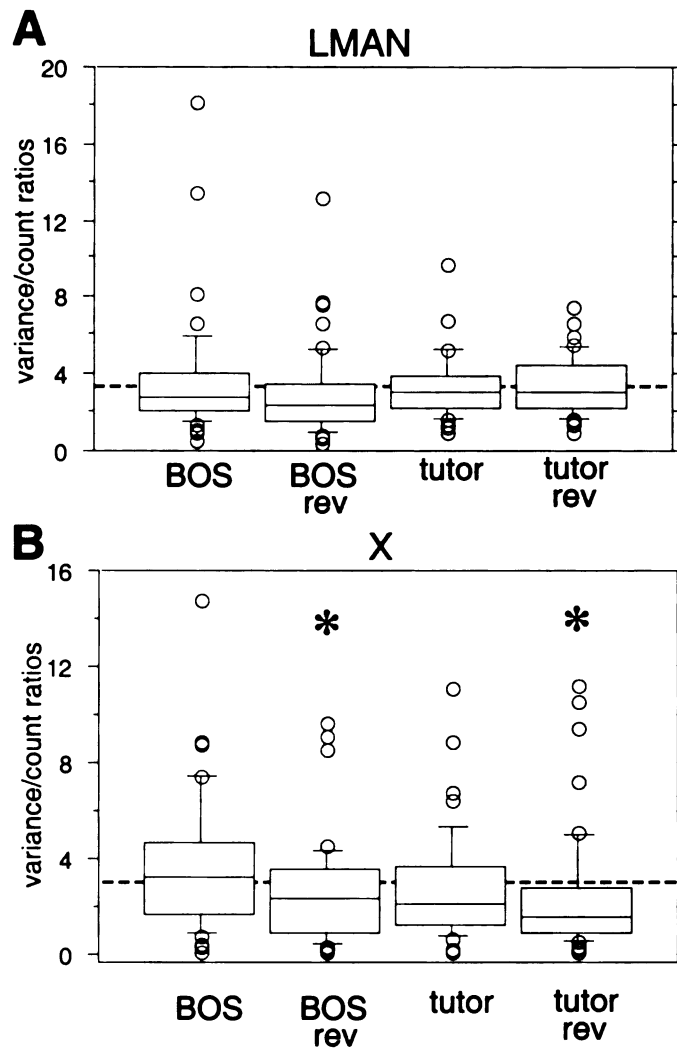 A
LMAN
variance/count ratios
20
16
12
8
4
0
BOS
BOS
rev
tutor
tutor
rev
B
X
variance/count ratios
16
12
8
4
0
*
*
BOS
BOS
rev
tutor
tutor
rev